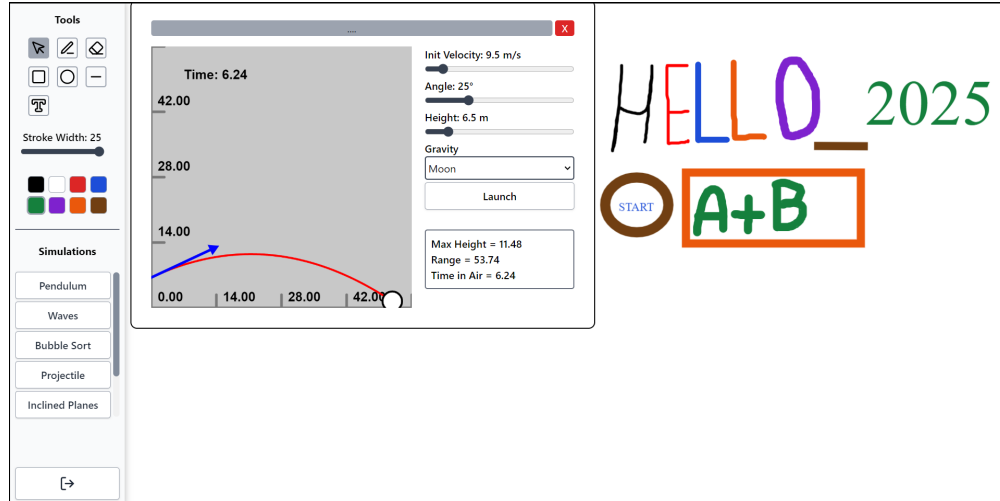 Tools
Stroke Width: 25
Simulations
Pendulum
Waves
Bubble Sort
Projectile
Inclined Planes
....
X
Time: 6.24
42.00
28.00
14.00
0.00 14.00 28.00 42.00
Init Velocity: 9.5 m/s
Angle: 25°
Height: 6.5 m
Gravity
Moon
Launch
Max Height = 11.48
Range = 53.74
Time in Air = 6.24
HELLO_2025
START A+B